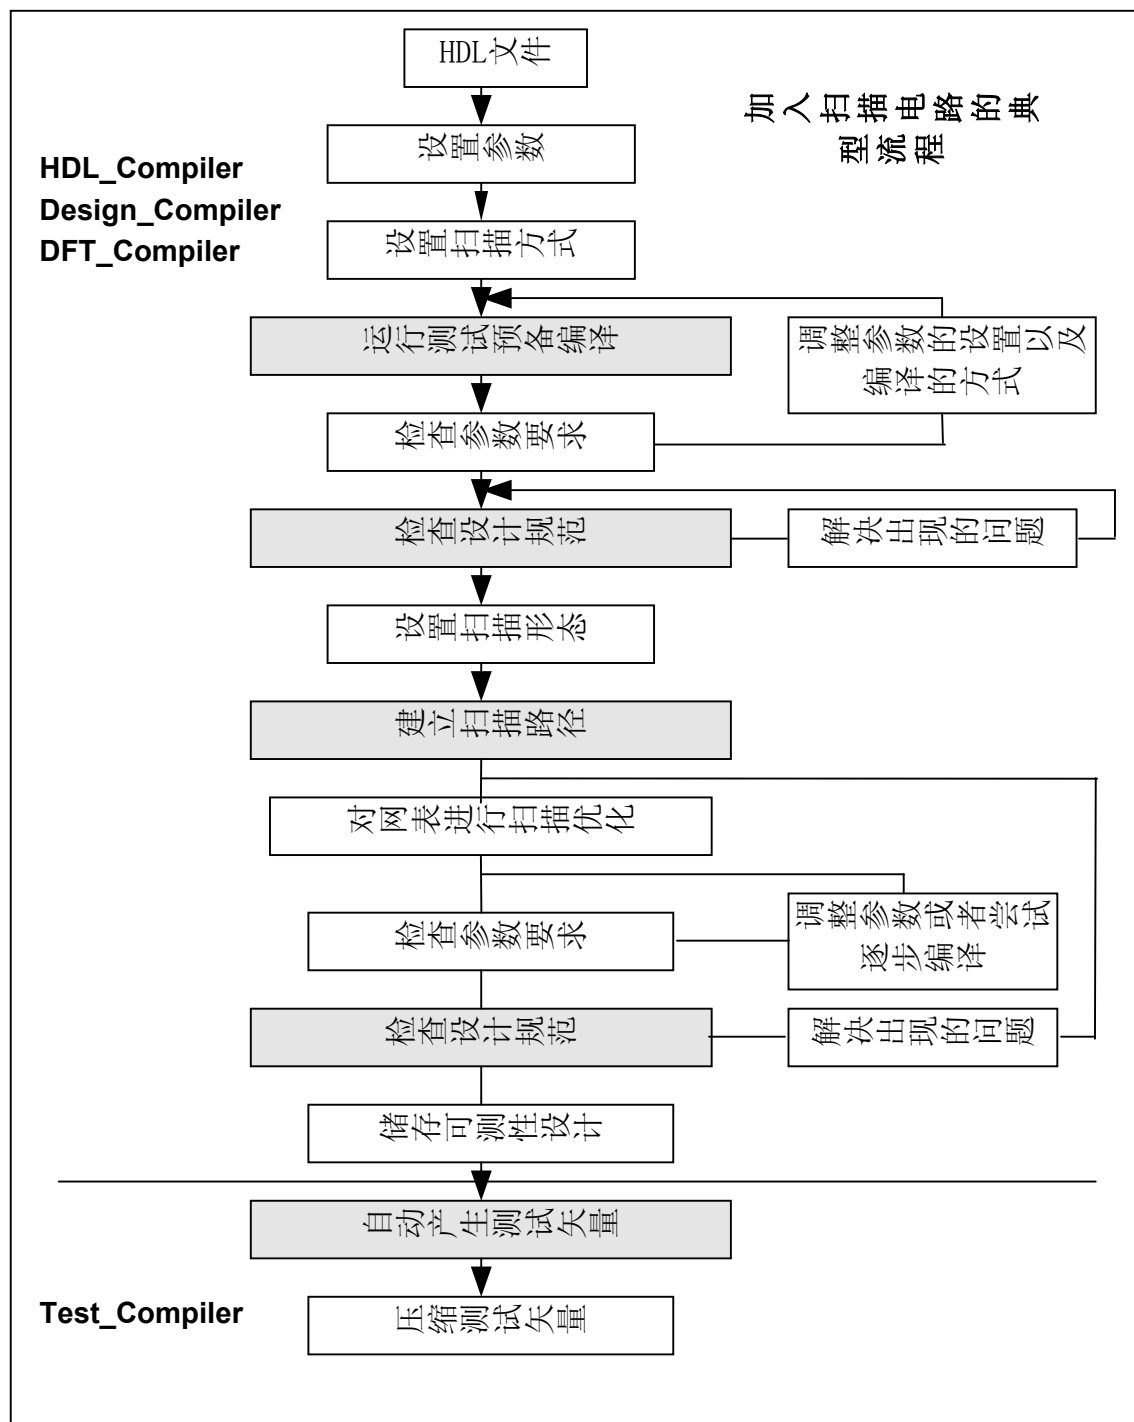 HDL文件
加入扫描电路的典
型流程
设置参数
HDL_Compiler
Design_Compiler
DFT_Compiler
设置扫描方式
运行测试预备编译
调整参数的设置以及
编译的方式
检查参数要求
检查设计规范
解决出现的问题
设置扫描形态
建立扫描路径
对网表进行扫描优化
调整参数或者尝试
逐步编译
检查参数要求
检查设计规范
解决出现的问题
储存可测性设计
自动产生测试矢量
Test_Compiler
压缩测试矢量